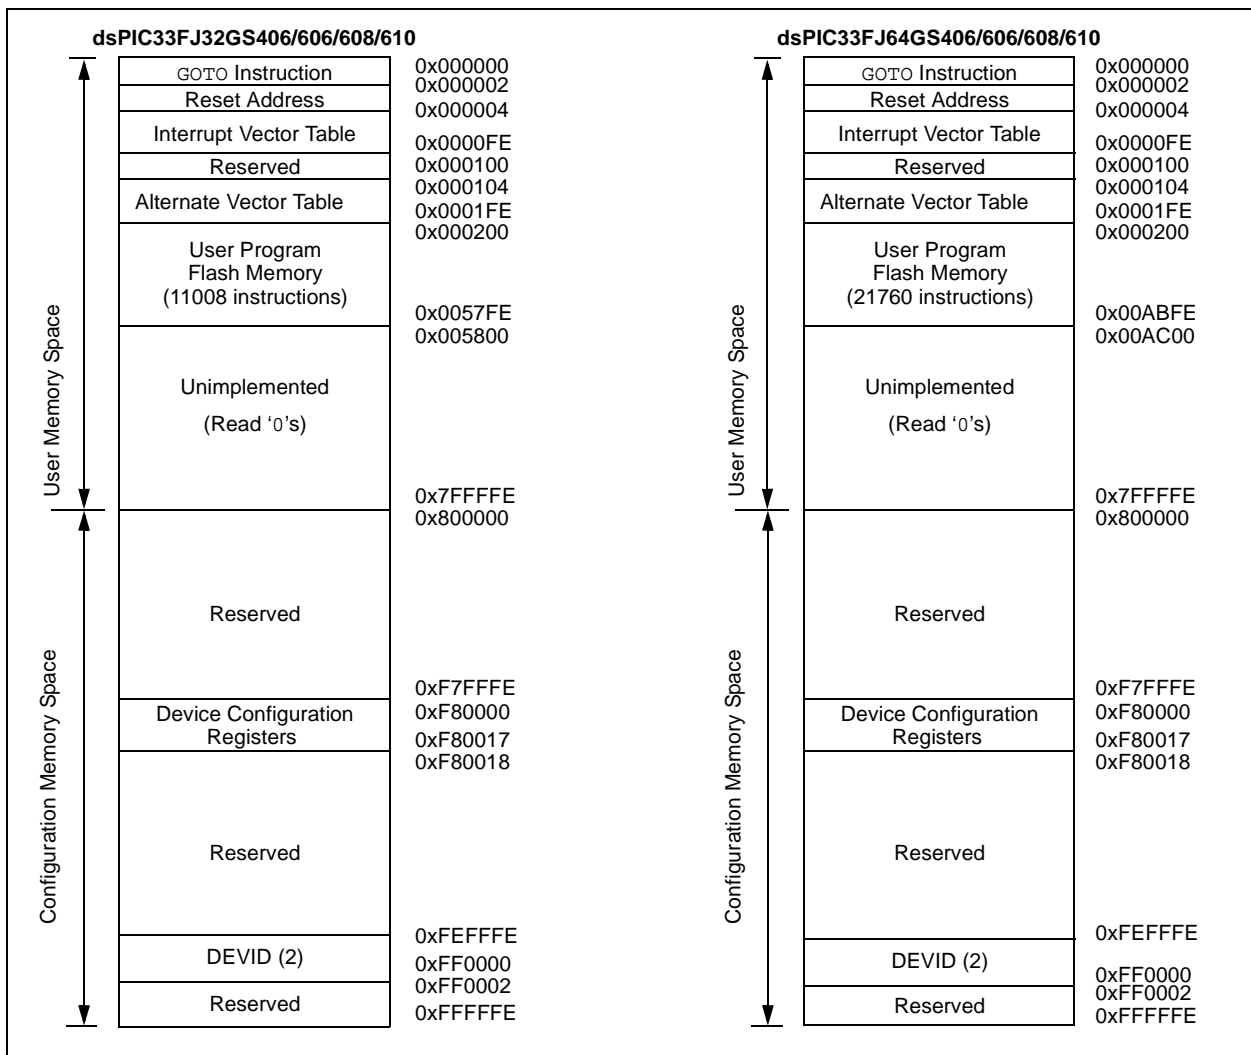 dsPIC33FJ32GS406/606/608/610
GOTO Instruction
0x000000
0x000002
Reset Address
0x000004
Interrupt Vector Table
0x0000FE
Reserved
0x000100
0x000104
Alternate Vector Table
0x0001FE
0x000200
User Program
Flash Memory
(11008 instructions)
0x0057FE
0x005800
Unimplemented
(Read ‘0’s)
0x7FFFFE
0x800000
Reserved
0xF7FFFE
Device Configuration
Registers
0xF80000
0xF80017
0xF80018
Reserved
0xFEFFFE
DEVID (2)
0xFF0000
0xFF0002
Reserved
0xFFFFFE
User Memory Space
Configuration Memory Space
dsPIC33FJ64GS406/606/608/610
GOTO Instruction
0x000000
0x000002
Reset Address
0x000004
Interrupt Vector Table
0x0000FE
Reserved
0x000100
0x000104
Alternate Vector Table
0x0001FE
0x000200
User Program
Flash Memory
(21760 instructions)
0x00ABFE
0x00AC00
Unimplemented
(Read ‘0’s)
0x7FFFFE
0x800000
Reserved
0xF7FFFE
Device Configuration
Registers
0xF80000
0xF80017
0xF80018
Reserved
0xFEFFFE
DEVID (2)
0xFF0000
0xFF0002
Reserved
0xFFFFFE
User Memory Space
Configuration Memory Space